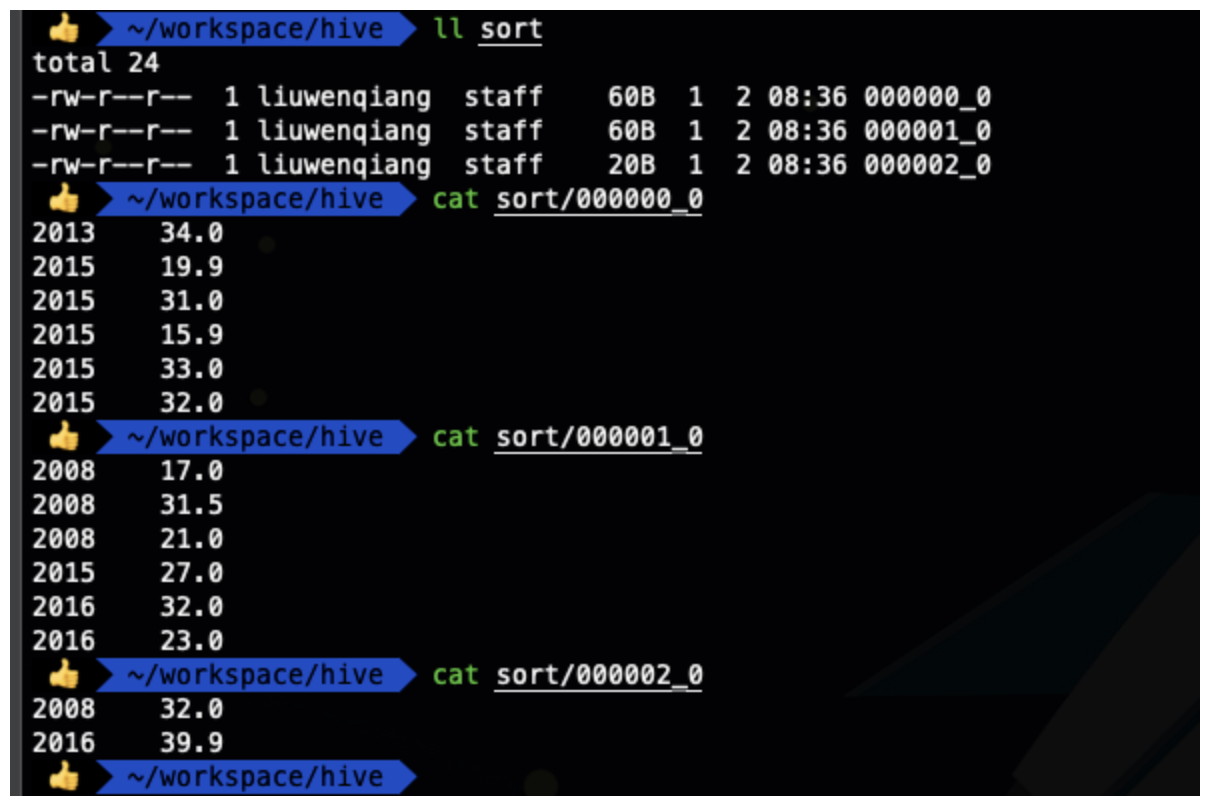 👍 ~/workspace/hive ll sort
total 24
-rw-r--r-- 1 liuwenqiang staff 60B 1 2 08:36 000000_0
-rw-r--r-- 1 liuwenqiang staff 60B 1 2 08:36 000001_0
-rw-r--r-- 1 liuwenqiang staff 20B 1 2 08:36 000002_0
👍 ~/workspace/hive cat sort/000000_0
2013 34.0
2015 19.9
2015 31.0
2015 15.9
2015 33.0
2015 32.0
👍 ~/workspace/hive cat sort/000001_0
2008 17.0
2008 31.5
2008 21.0
2015 27.0
2016 32.0
2016 23.0
👍 ~/workspace/hive cat sort/000002_0
2008 32.0
2016 39.9
👍 ~/workspace/hive